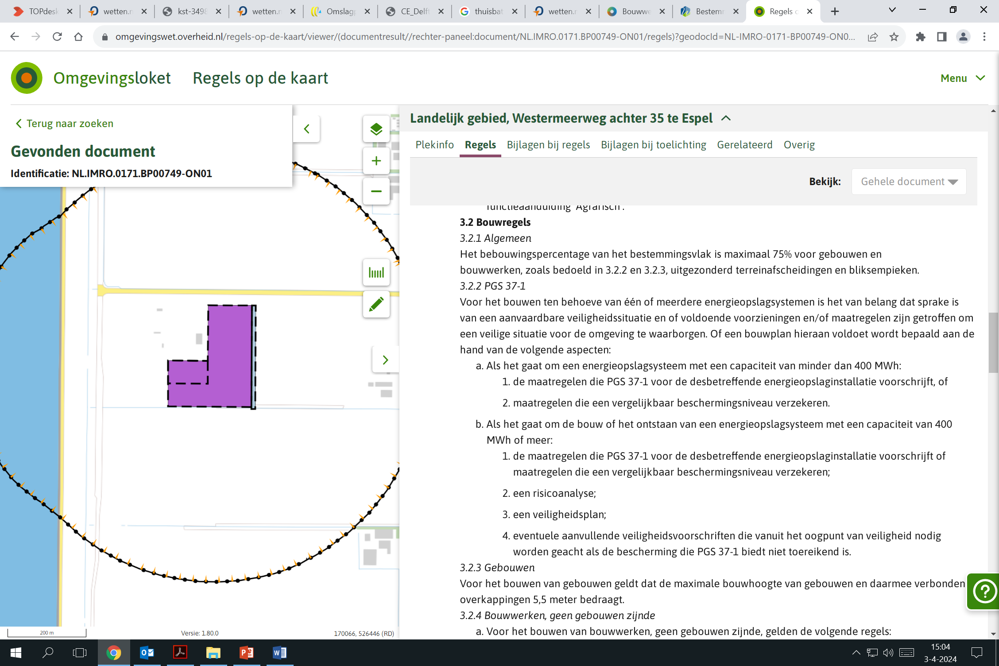 TOPdesk
wetten.n
kst-3498
wetten.n
Omslagp
CE_Delft
thuisbat
wetten.n
Bouwwe
Bestemm
Regels o
omgevingswet.overheid.nl/regels-op-de-kaart/viewer/(documentresult//rechter-paneel:document/NL.IMRO.0171.BP00749-ON01/regels)?geodocId=NL-IMRO-0171-BP00749-ON0...
Omgevingsloket Regels op de kaart
Menu
Terug naar zoeken
Gevonden document
Identificatie: NL.IMRO.0171.BP00749-ON01
200 m
Versie: 1.80.0
170066, 526446 (RD)
Landelijk gebied, Westermeerweg achter 35 te Espel
Plekinfo Regels Bijlagen bij regels Bijlagen bij toelichting Gerelateerd Overig
Bekijk: Gehele document
functieaanduiding 'Agrarisch'.
3.2 Bouwregels
3.2.1 Algemeen
Het bebouwingspercentage van het bestemmingsvlak is maximaal 75% voor gebouwen en
bouwwerken, zoals bedoeld in 3.2.2 en 3.2.3, uitgezonderd terreinafscheidingen en bliksempieken.
3.2.2 PGS 37-1
Voor het bouwen ten behoeve van één of meerdere energieopslagsystemen is het van belang dat sprake is
van een aanvaardbare veiligheidssituatie en of voldoende voorzieningen en/of maatregelen zijn getroffen om
een veilige situatie voor de omgeving te waarborgen. Of een bouwplan hieraan voldoet wordt bepaald aan de
hand van de volgende aspecten:
a. Als het gaat om een energieopslagsysteem met een capaciteit van minder dan 400 MWh:
1. de maatregelen die PGS 37-1 voor de desbetreffende energieopslaginstallatie voorschrijft, of
2. maatregelen die een vergelijkbaar beschermingsniveau verzekeren.
b. Als het gaat om de bouw of het ontstaan van een energieopslagsysteem met een capaciteit van 400
MWh of meer:
1. de maatregelen die PGS 37-1 voor de desbetreffende energieopslaginstallatie voorschrijft of
maatregelen die een vergelijkbaar beschermingsniveau verzekeren;
2. een risicoanalyse;
3. een veiligheidsplan;
4. eventuele aanvullende veiligheidsvoorschriften die vanuit het oogpunt van veiligheid nodig
worden geacht als de bescherming die PGS 37-1 biedt niet toereikend is.
3.2.3 Gebouwen
Voor het bouwen van gebouwen geldt dat de maximale bouwhoogte van gebouwen en daarmee verbonden
overkappingen 5,5 meter bedraagt.
3.2.4 Bouwwerken, geen gebouwen zijnde
a. Voor het bouwen van bouwwerken, geen gebouwen zijnde, gelden de volgende regels:
15:04
3-4-2024